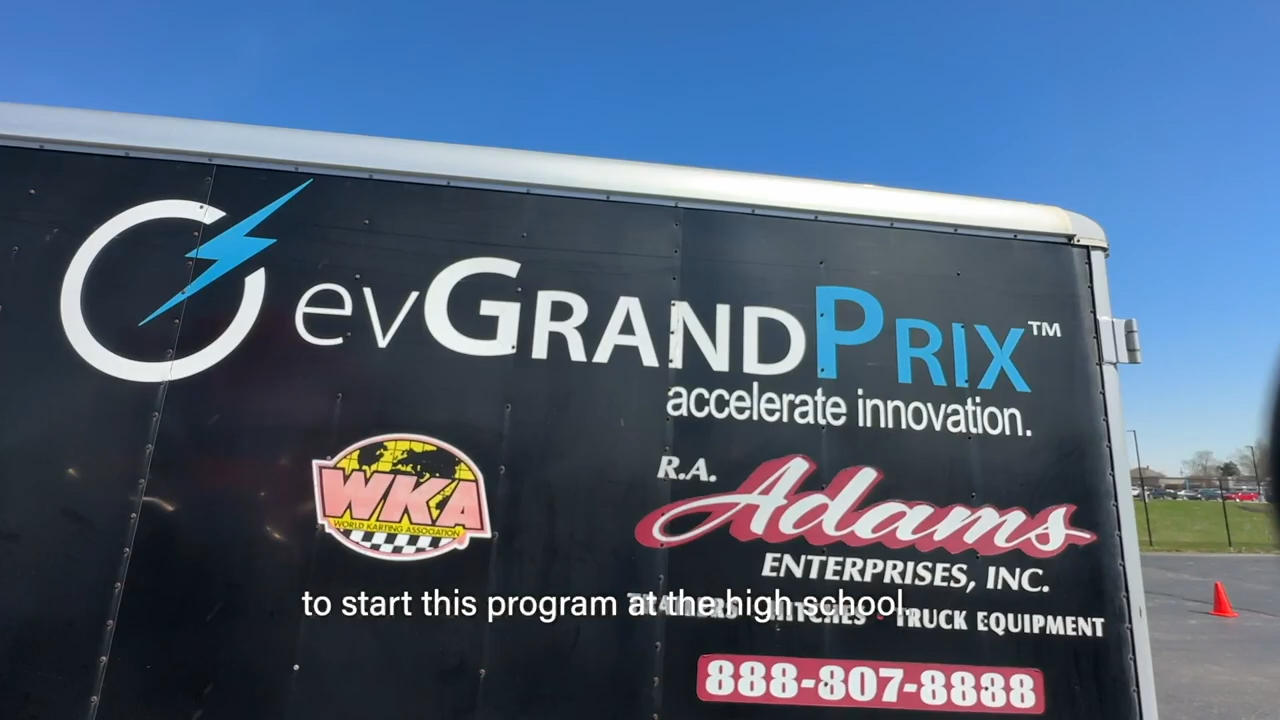 evGRANDPRIX™
accelerate innovation.
WKA
WORLD KARTING ASSOCIATION
R.A.
Adams
ENTERPRISES, INC.
to start this program at the high school
HITCHES • TRUCK EQUIPMENT
888-807-8888